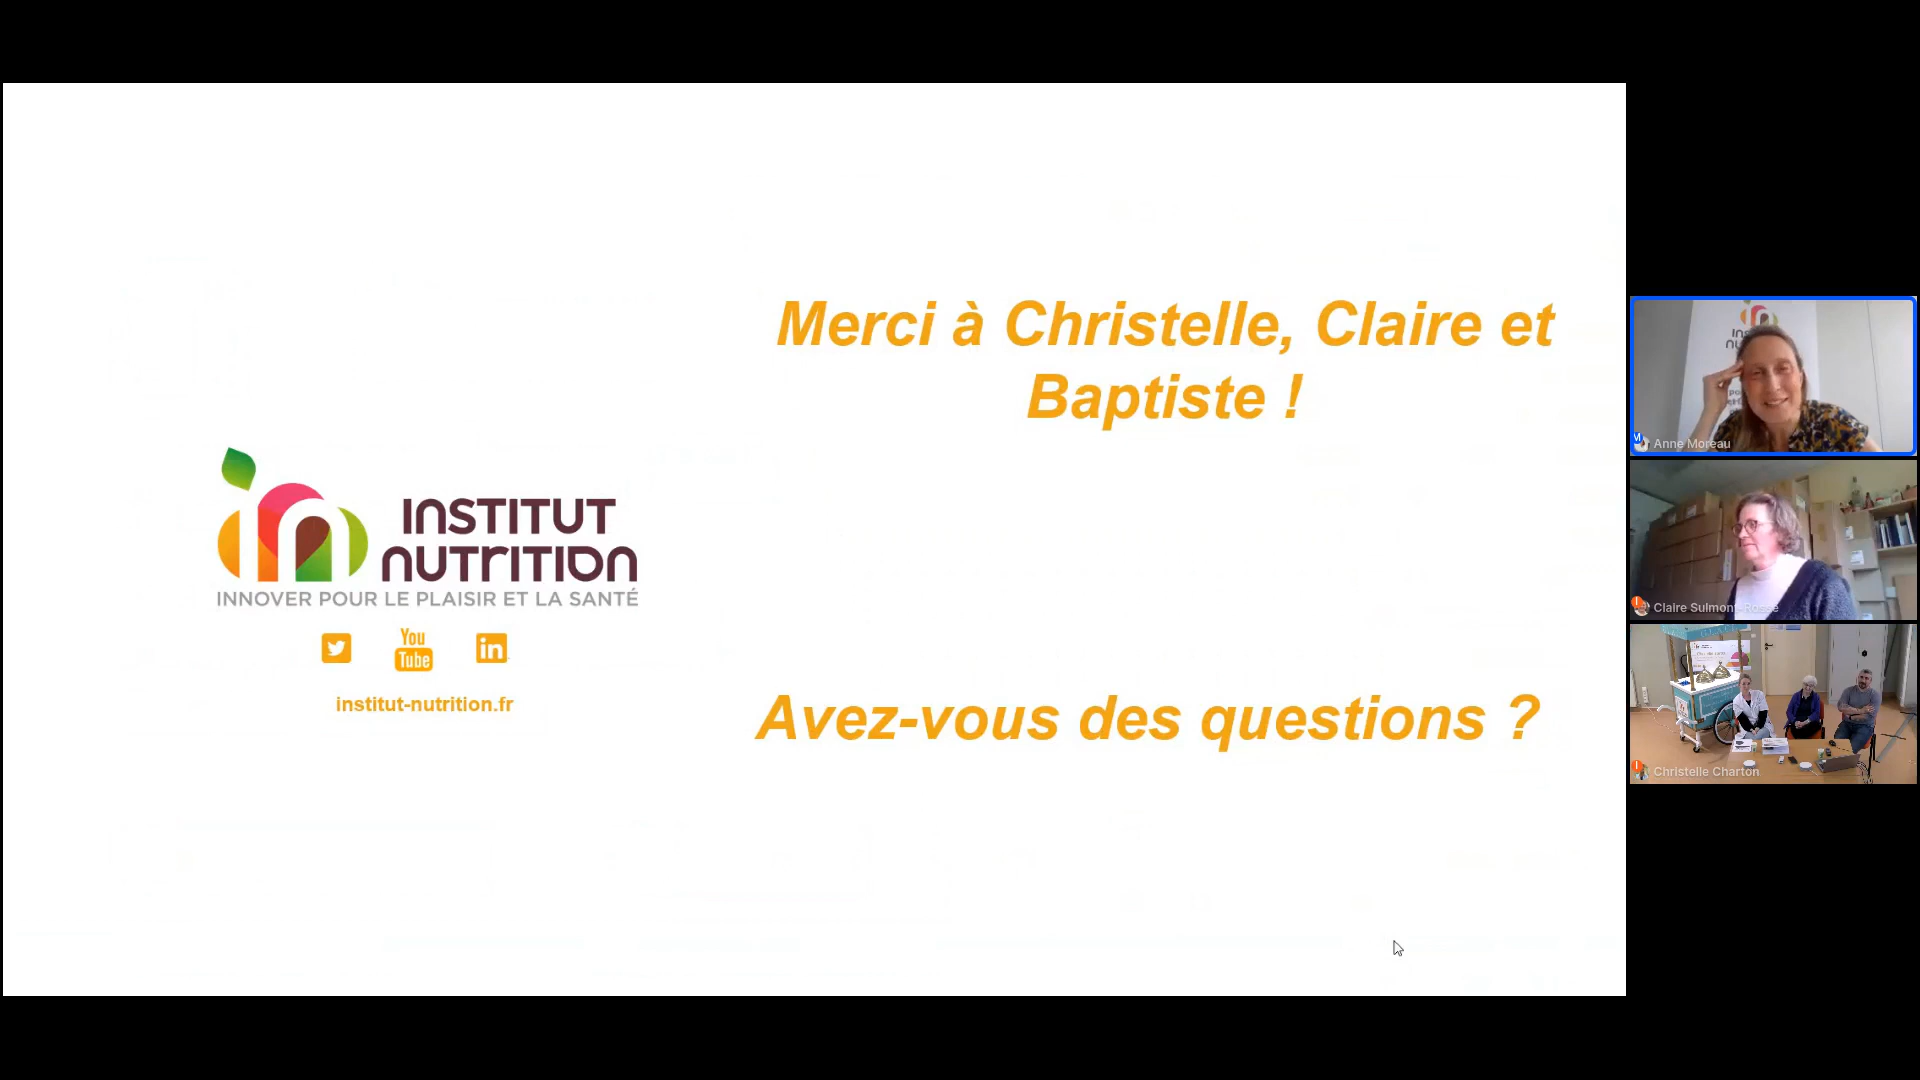 Merci à Christelle, Claire et
Baptiste !
INSTITUT
NUTRITION
INNOVER POUR LE PLAISIR ET LA SANTÉ
You
Tube
in
institut-nutrition.fr
Avez-vous des questions ?
Anne Moreau
Claire Sulmont-Rossé
Christelle Charton